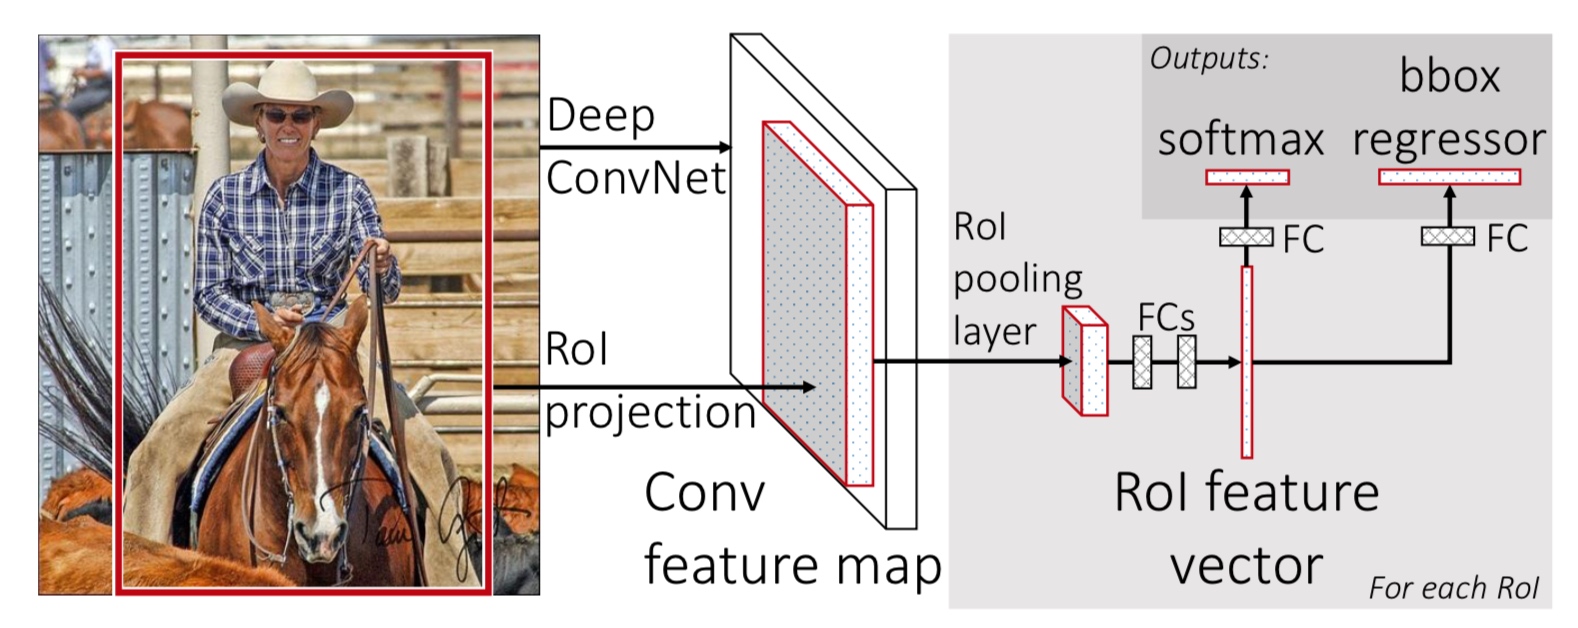 Deep
ConvNet
RoI
projection
Conv
feature map
RoI
pooling
layer
FCs
Outputs:
softmax
bbox
regressor
FC
FC
RoI feature
vector
For each RoI